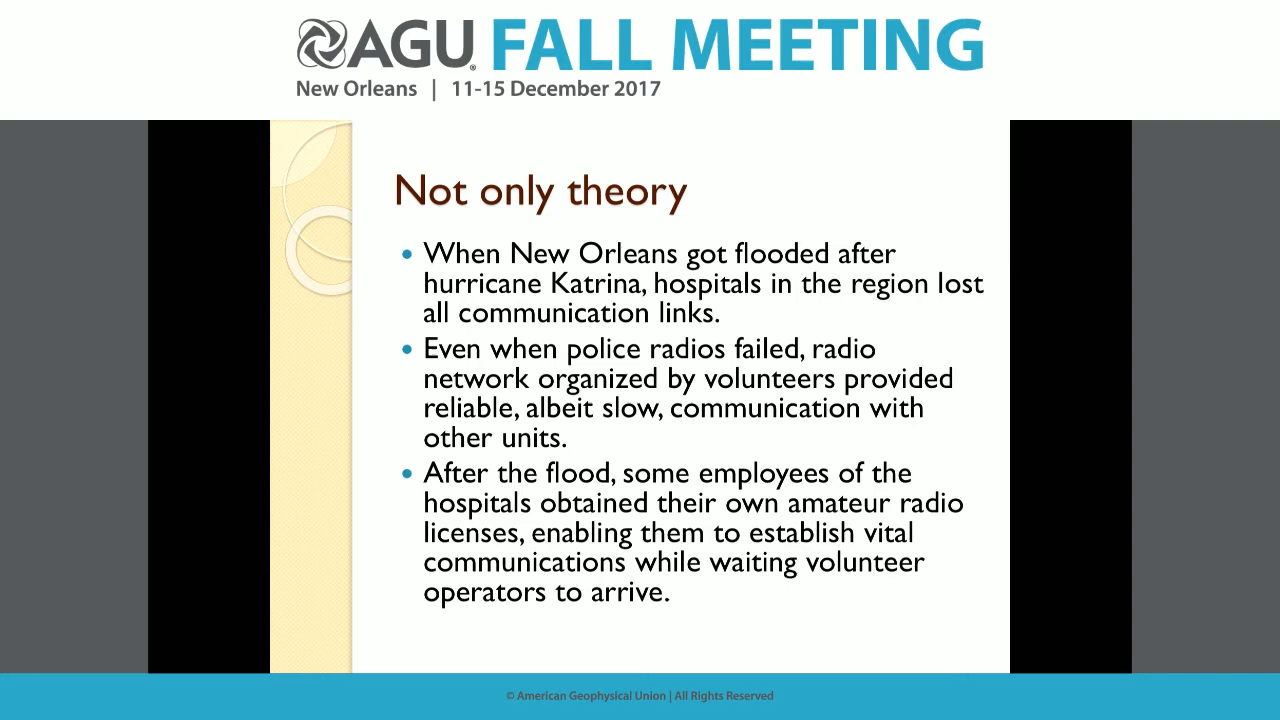 AGU FALL MEETING
New Orleans | 11-15 December 2017
Not only theory
• When New Orleans got flooded after
hurricane Katrina, hospitals in the region lost
all communication links.
• Even when police radios failed, radio
network organized by volunteers provided
reliable, albeit slow, communication with
other units.
• After the flood, some employees of the
hospitals obtained their own amateur radio
licenses, enabling them to establish vital
communications while waiting volunteer
operators to arrive.
© American Geophysical Union | All Rights Reserved